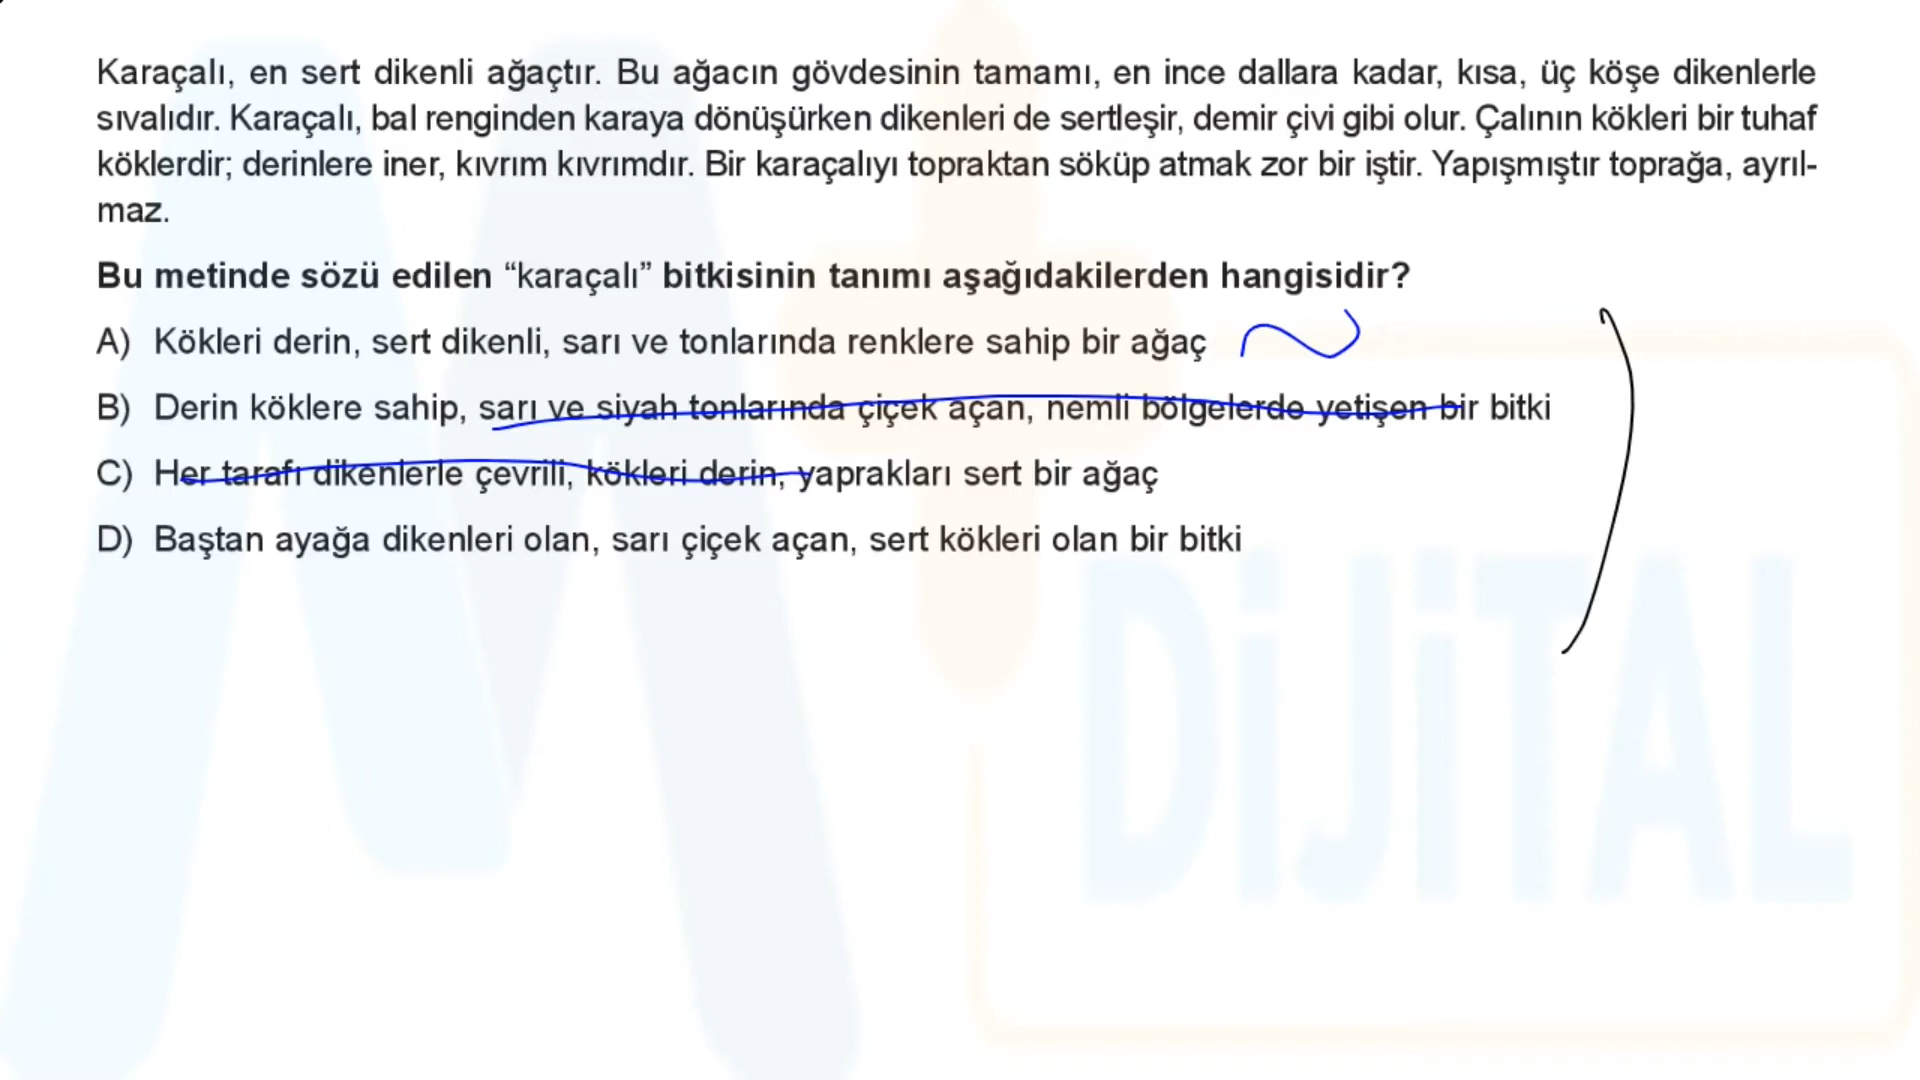 Karaçalı, en sert dikenli ağaçtır. Bu ağacın gövdesinin tamamı, en ince dallara kadar, kısa, üç köşe dikenlerle
sıvalıdır. Karaçalı, bal renginden karaya dönüşürken dikenleri de sertleşir, demir çivi gibi olur. Çalının kökleri bir tuhaf
köklerdir; derinlere iner, kıvrım kıvrımdır. Bir karaçalıyı topraktan söküp atmak zor bir iştir. Yapışmıştır toprağa, ayrıl-
maz.
Bu metinde sözü edilen “karaçalı” bitkisinin tanımı aşağıdakilerden hangisidir?
A) Kökleri derin, sert dikenli, sarı ve tonlarında renklere sahip bir ağaç
B) Derin köklere sahip, sarı ve siyah tonlarında çiçek açan, nemli bölgelerde yetişen bir bitki
C) Her tarafı dikenlerle çevrili, kökleri derin, yaprakları sert bir ağaç
D) Baştan ayağa dikenleri olan, sarı çiçek açan, sert kökleri olan bir bitki
DİJİTAL